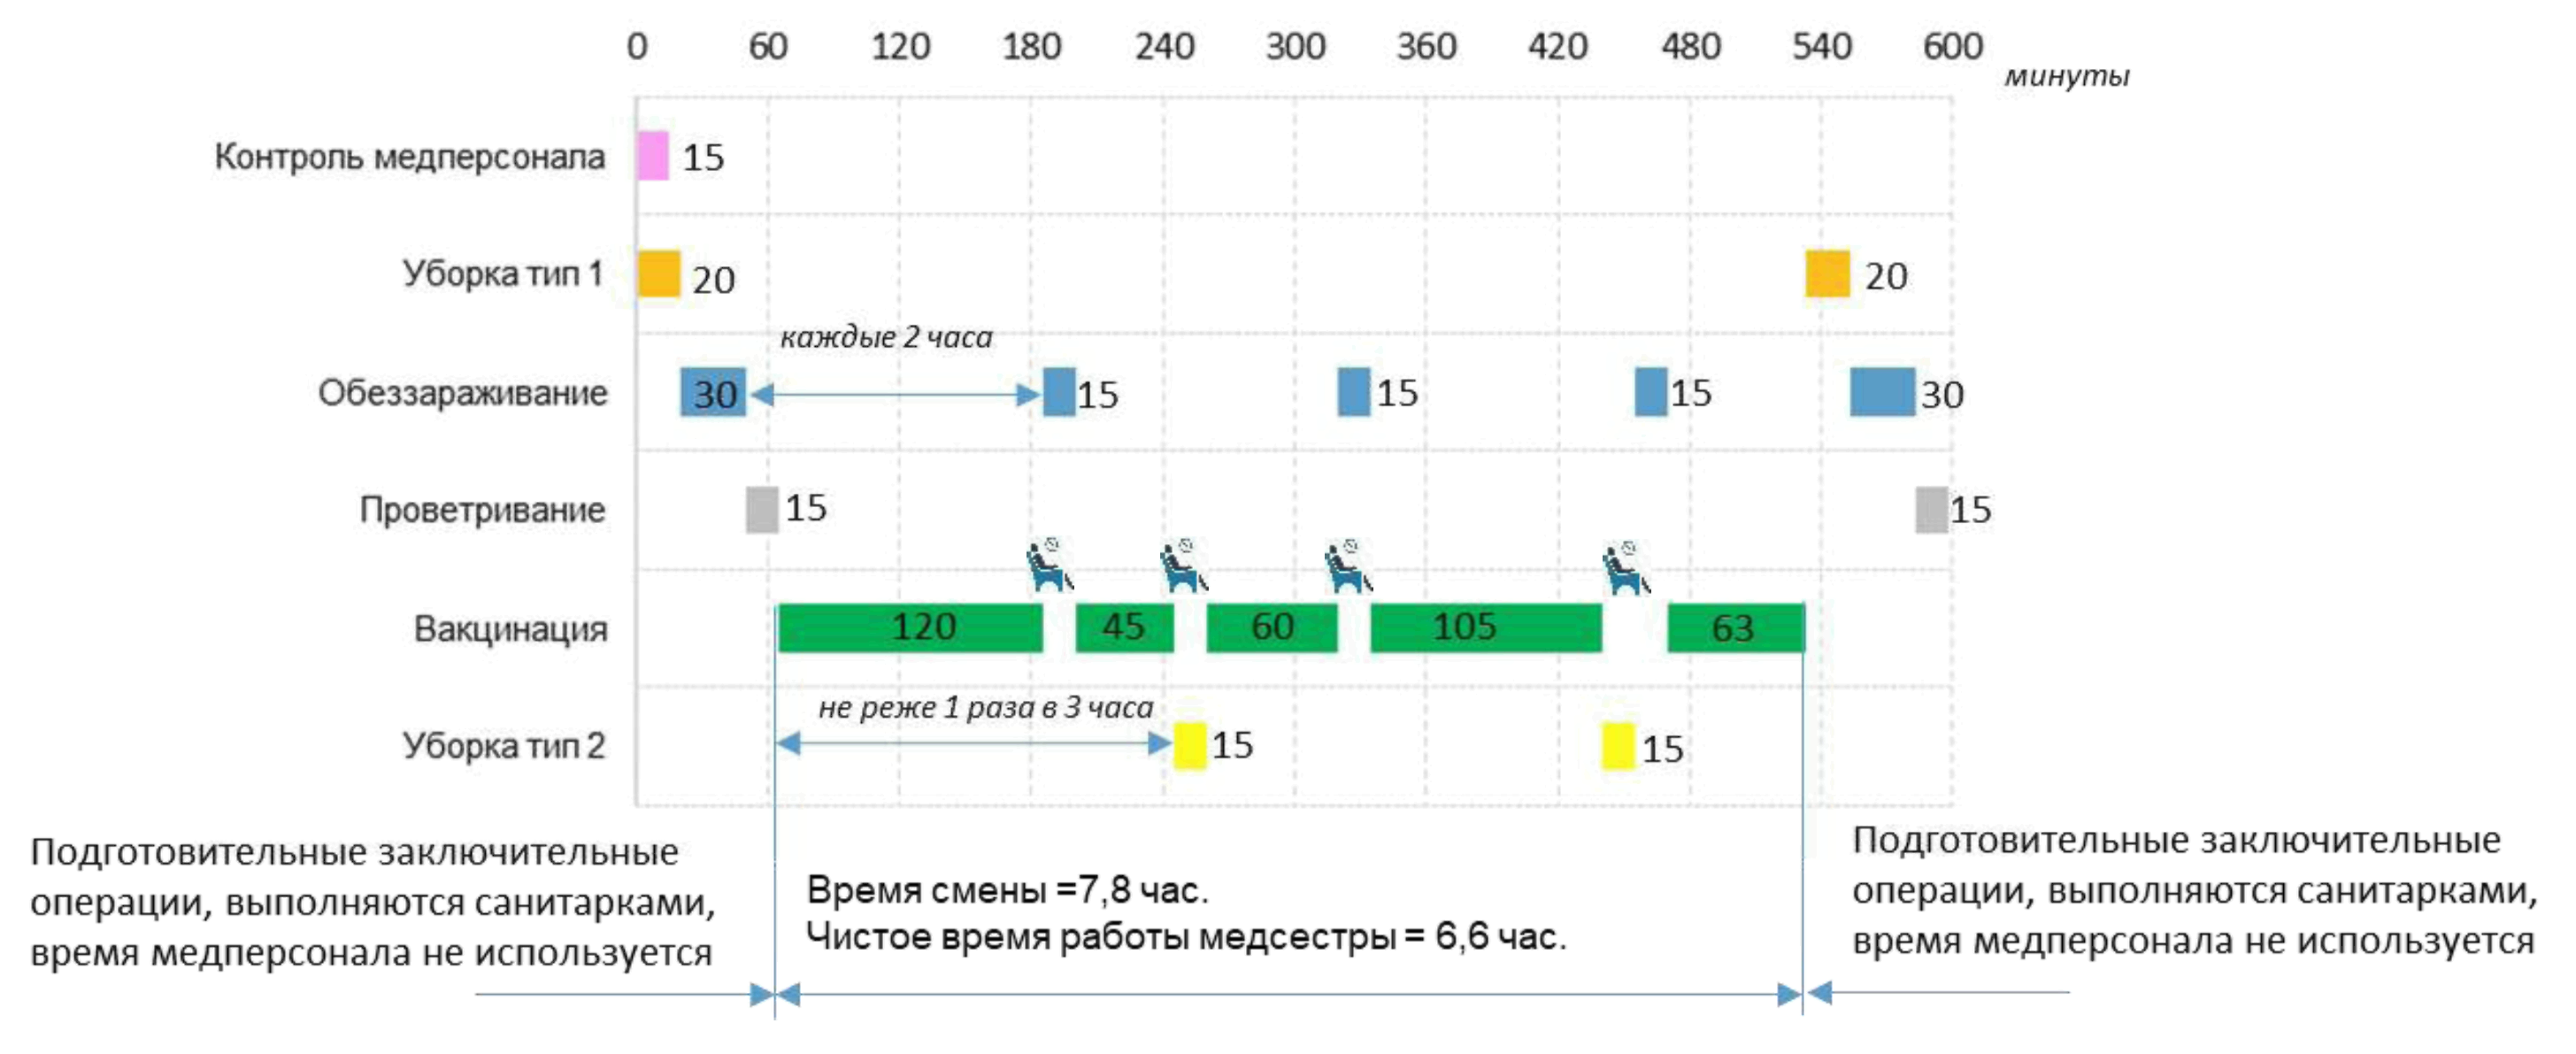 0 60 120 180 240 300 360 420 480 540 600
минуты
Контроль медперсонала 15
Уборка тип 1 20 20
каждые 2 часа
Обеззараживание 30 15 15 15 30
Проветривание 15 15
Вакцинация 120 45 60 105 63
не реже 1 раза в 3 часа
Уборка тип 2 15 15
Подготовительные заключительные
операции, выполняются санитарками,
время медперсонала не используется
Время смены =7,8 час.
Чистое время работы медсестры = 6,6 час.
Подготовительные заключительные
операции, выполняются санитарками,
время медперсонала не используется